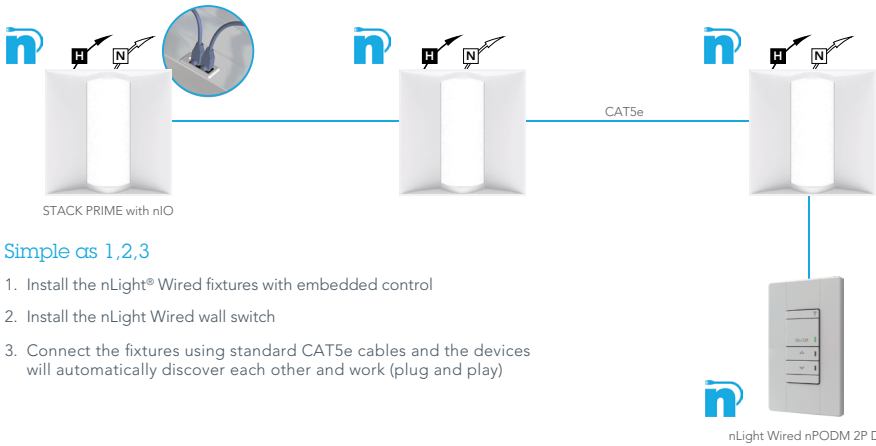 n H N n H N n H N
CAT5e
STACK PRIME with nIO
Simple as 1,2,3
1. Install the nLight® Wired fixtures with embedded control
2. Install the nLight Wired wall switch
3. Connect the fixtures using standard CAT5e cables and the devices
will automatically discover each other and work (plug and play)
On/Off
n
nLight Wired nPODM 2P D